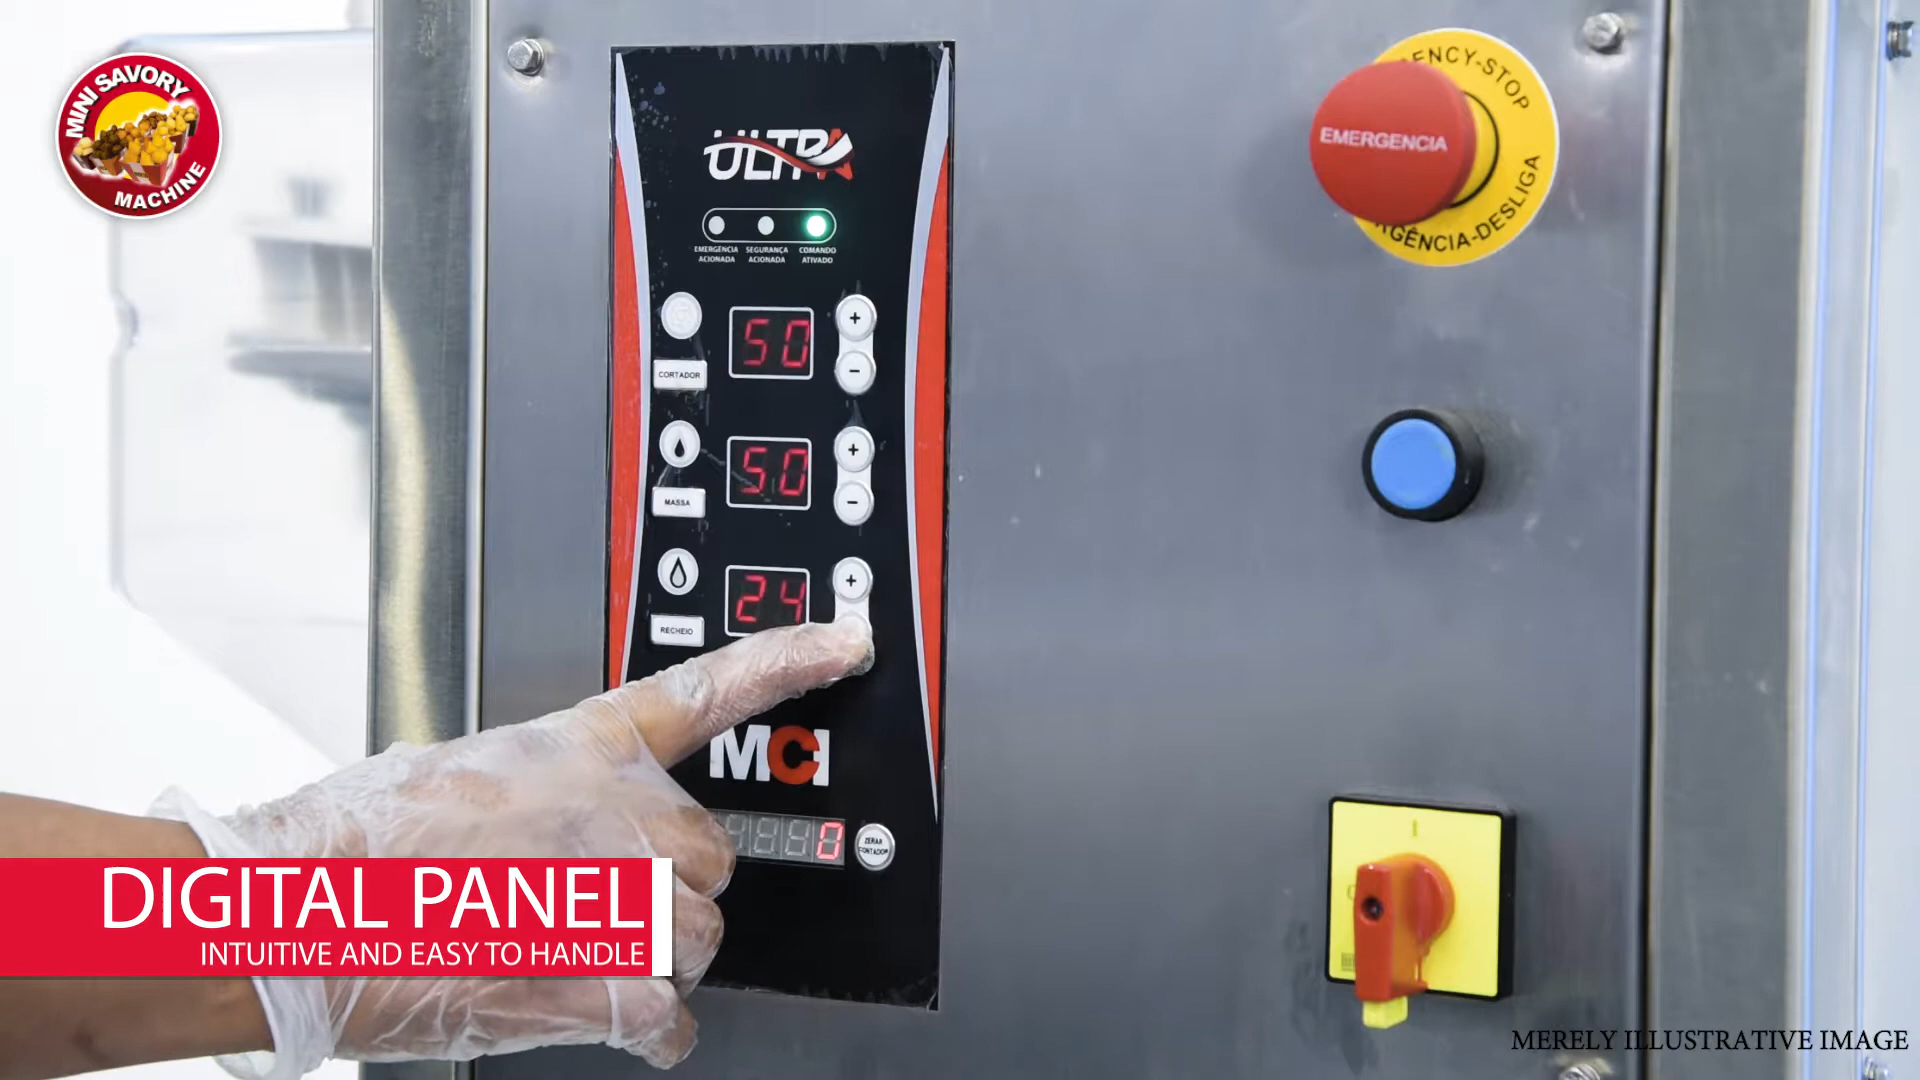 MINI SAVORY
MACHINE
ULTRA
EMERGÊNCIA
ACIONADA
SEGURANÇA
ACIONADA
COMANDO
ATIVADO
50
+
-
CORTADOR
50
+
-
MASSA
24
+
RECHEIO
MCI
0
ZERAR
CONTADOR
ENCY-STOP
EMERGENCIA
GÊNCIA-DESLIGA
I
DIGITAL PANEL
INTUITIVE AND EASY TO HANDLE
MERELY ILLUSTRATIVE IMAGE